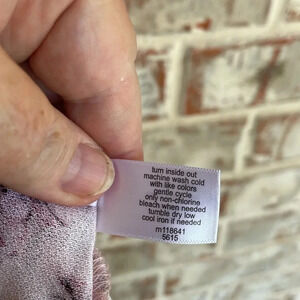 turn inside out
machine wash cold
with like colors
gentle cycle
only non-chlorine
bleach when needed
tumble dry low
cool iron if needed
m118641
5615